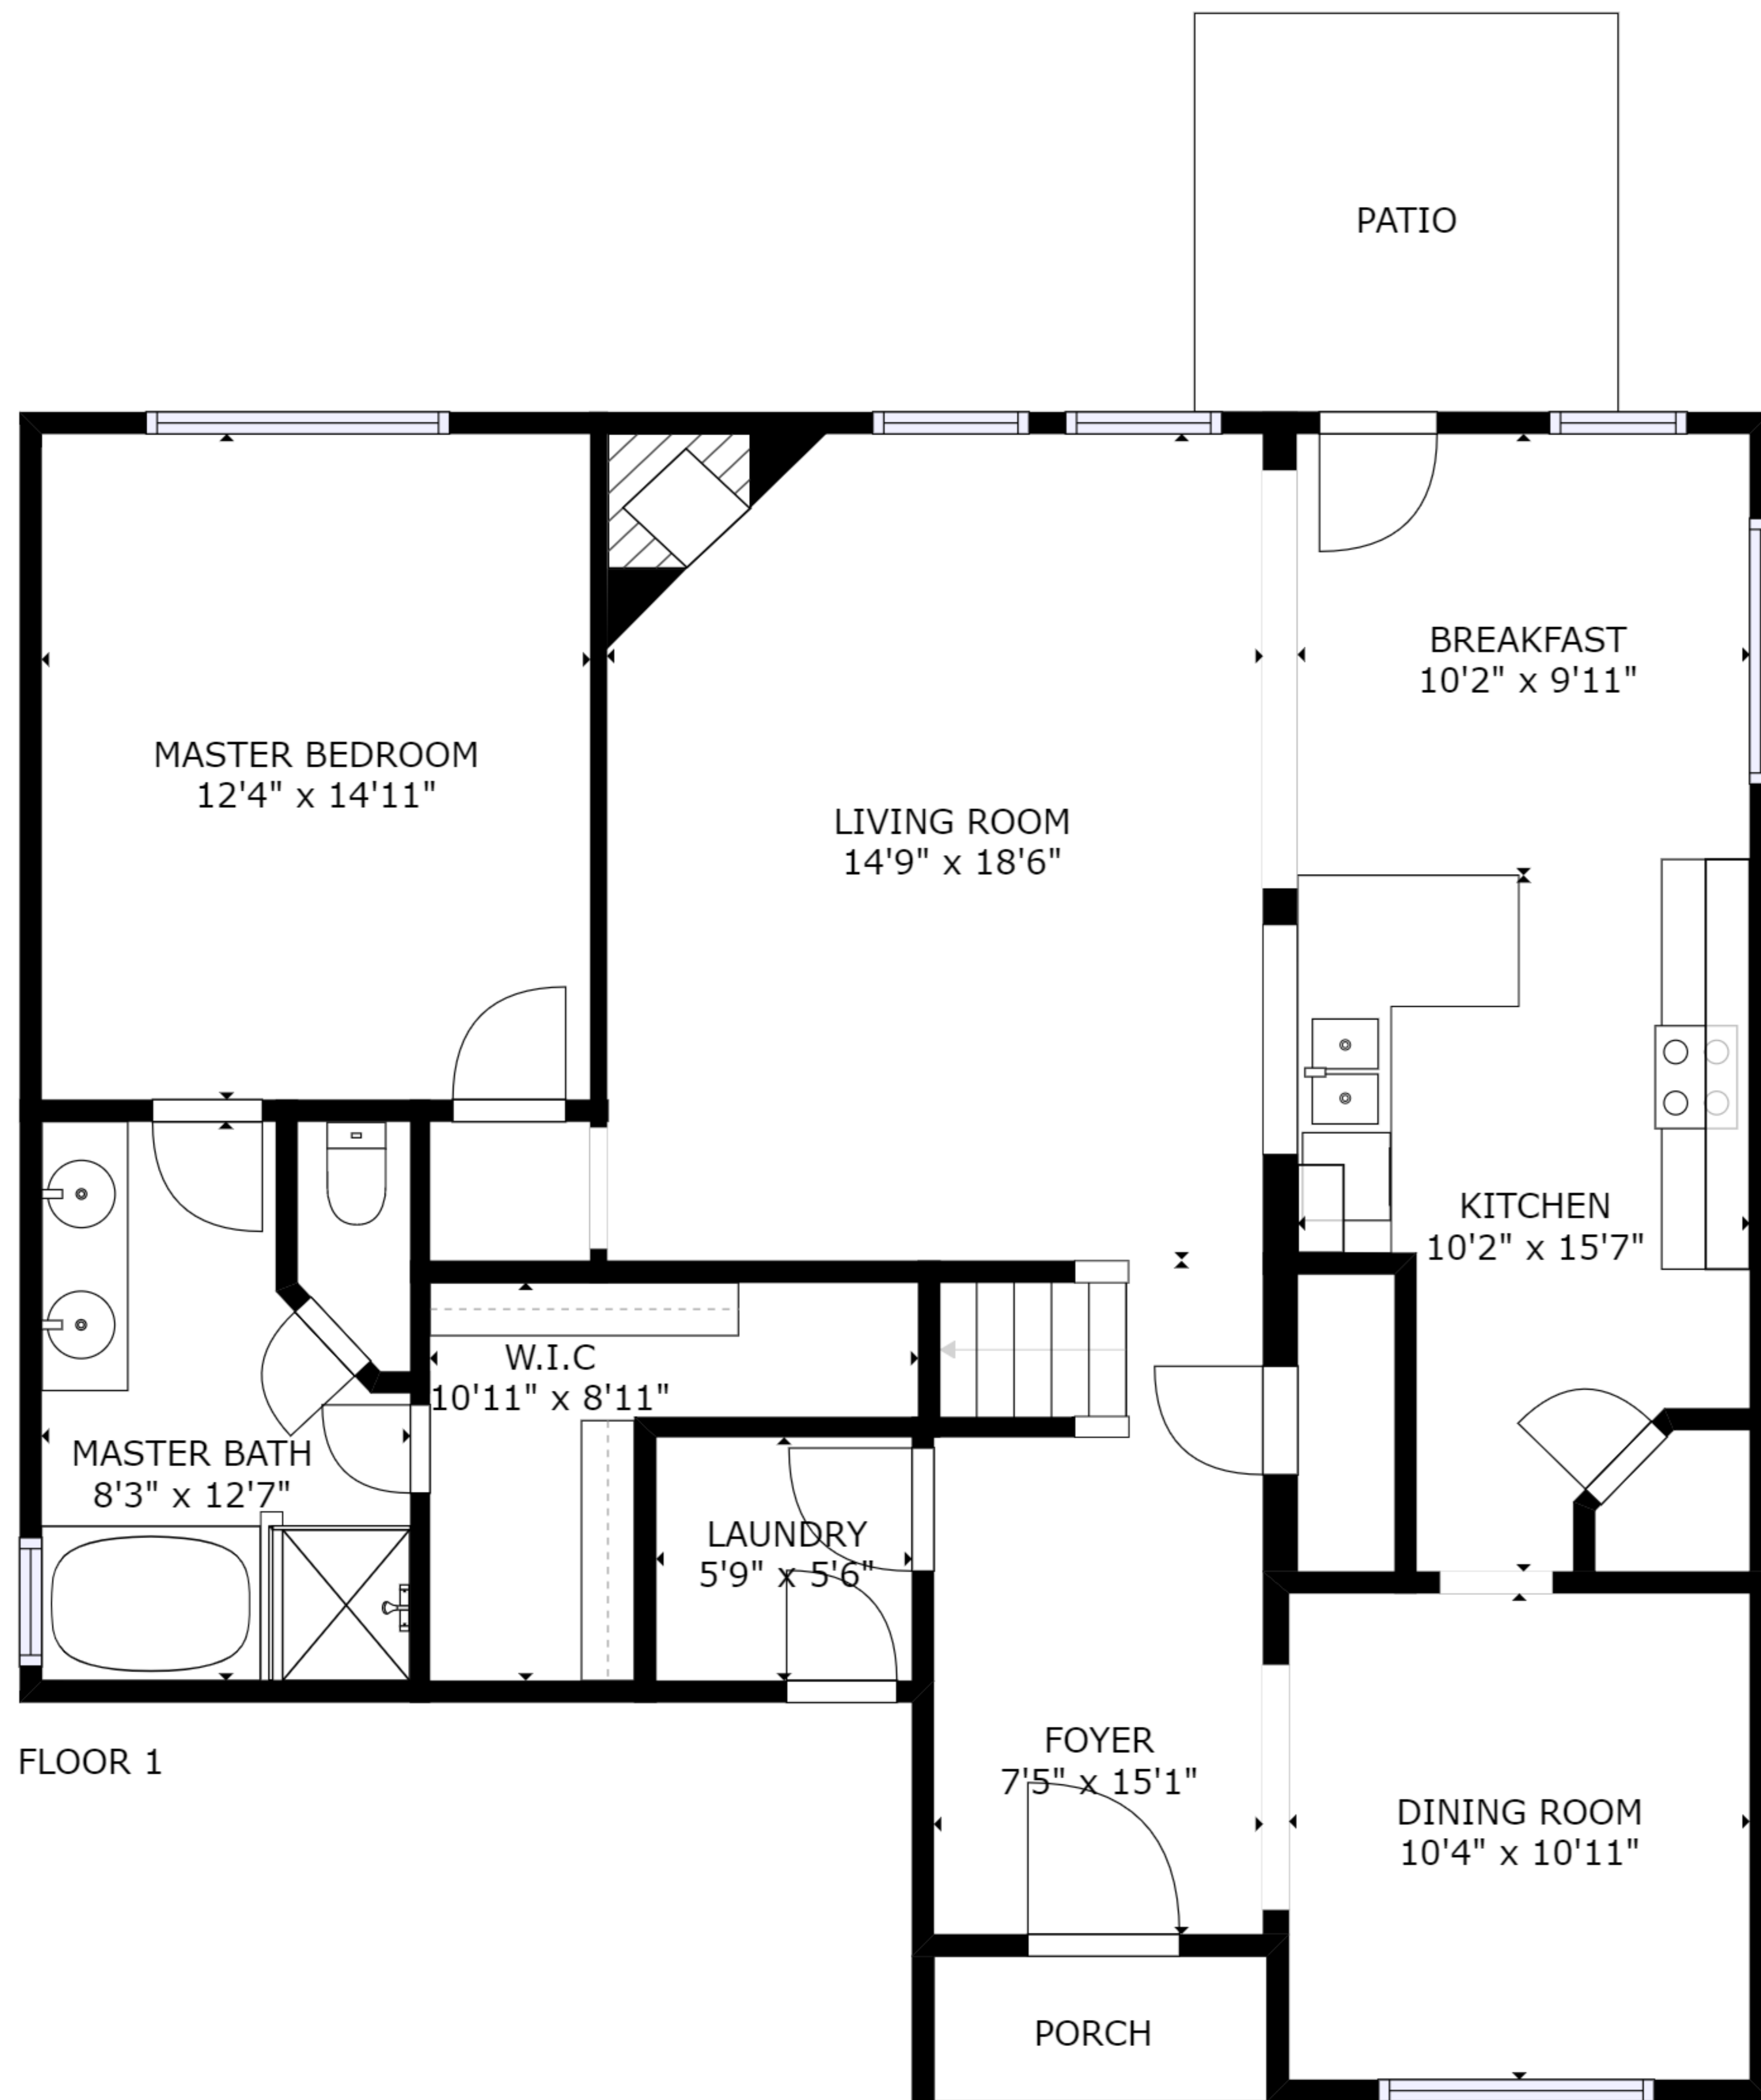 PATIO
BREAKFAST
10'2" x 9'11"
MASTER BEDROOM
12'4" x 14'11"
LIVING ROOM
14'9" x 18'6"
KITCHEN
10'2" x 15'7"
W.I.C
10'11" x 8'11"
MASTER BATH
8'3" x 12'7"
LAUNDRY
5'9" x 5'6"
FOYER
7'5" x 15'1"
FLOOR 1
DINING ROOM
10'4" x 10'11"
PORCH